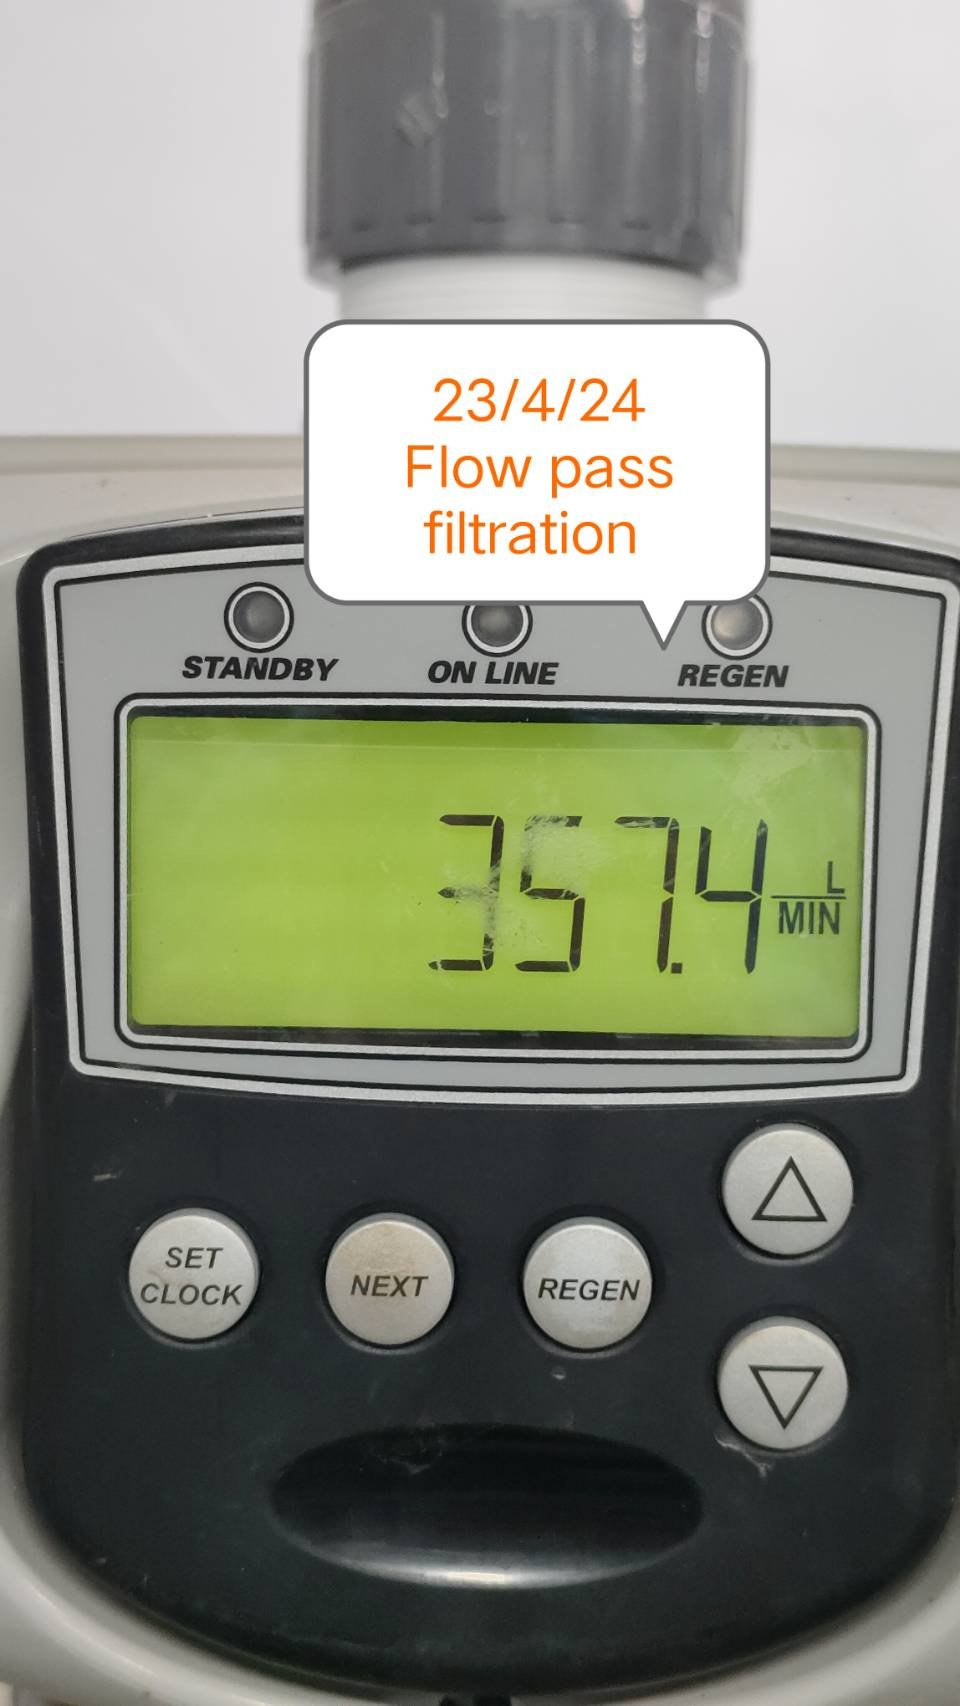 23/4/24
Flow pass
filtration
STANDBY
ON LINE
REGEN
357.4 L
MIN
SET
CLOCK
NEXT
REGEN